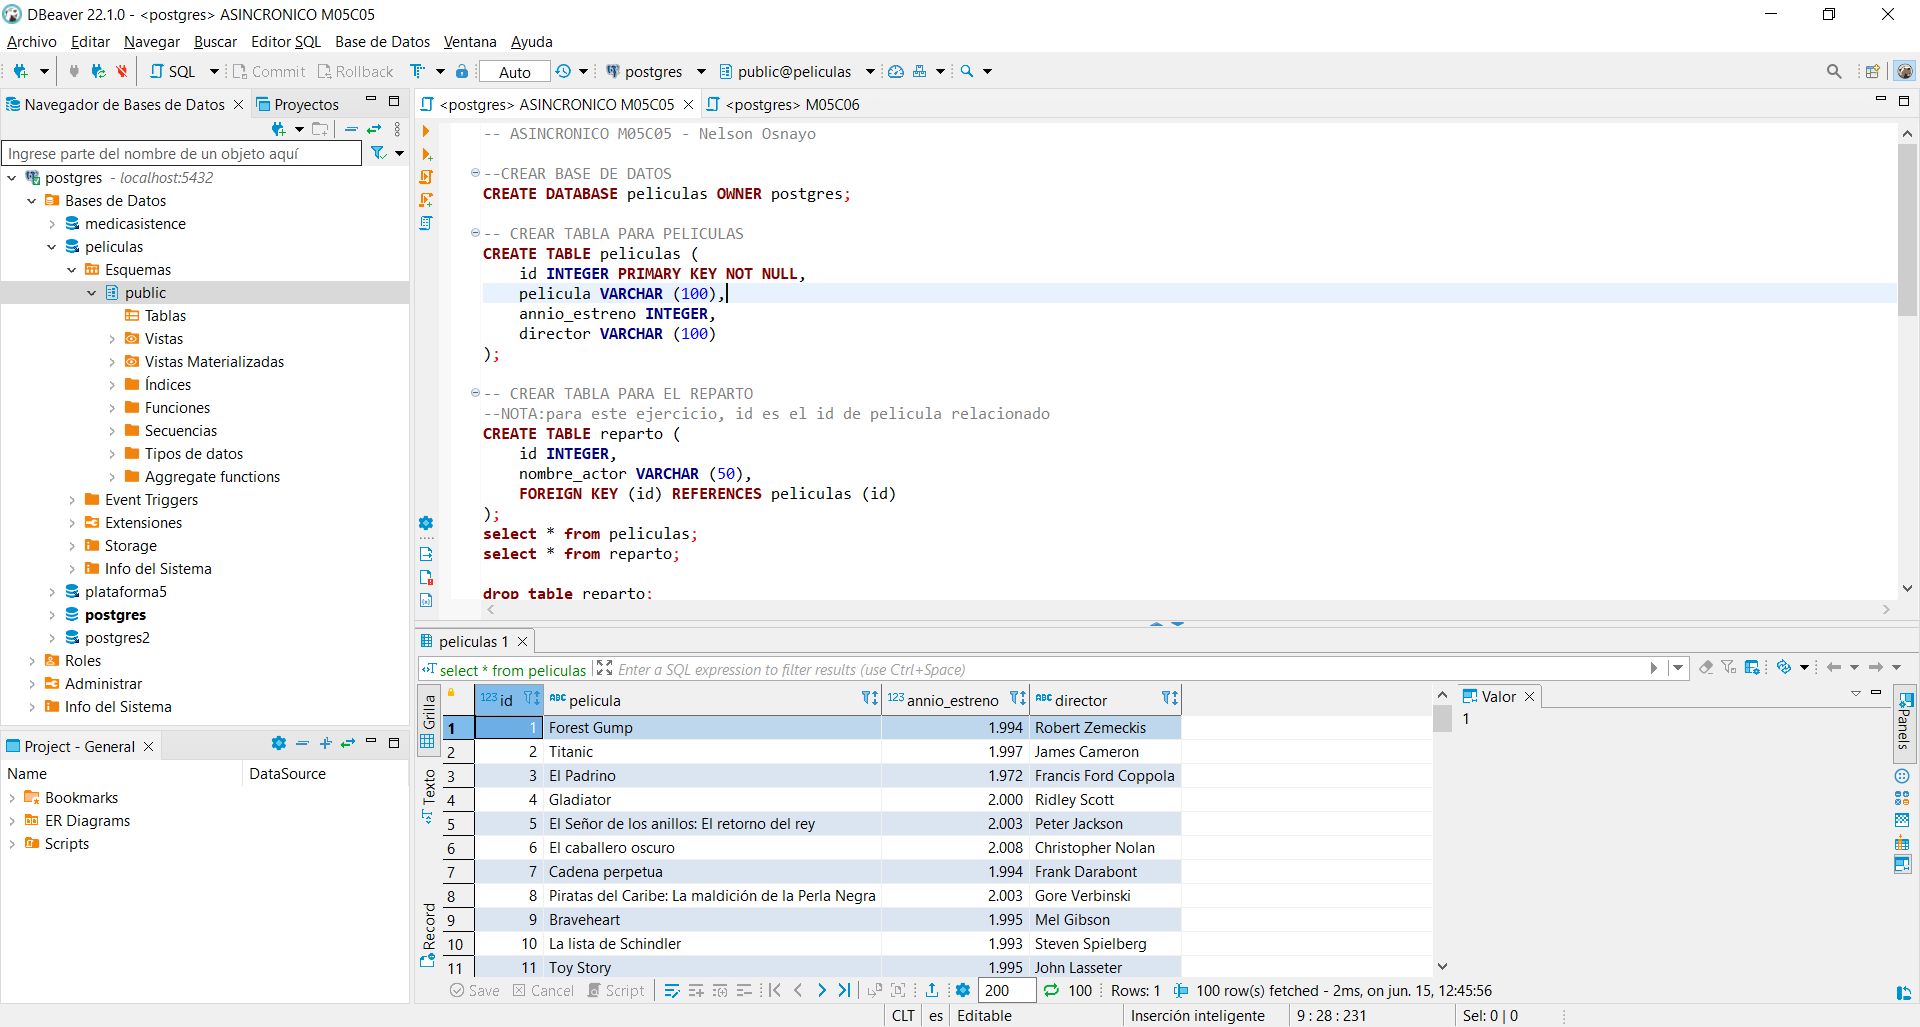 DBeaver 22.1.0 - <postgres> ASINCRONICO M05C05
Archivo Editar Navegar Buscar Editor SQL Base de Datos Ventana Ayuda
SQL Commit Rollback Auto postgres public@peliculas
Navegador de Bases de Datos Proyectos
Ingrese parte del nombre de un objeto aquí
postgres - localhost:5432
Bases de Datos
medicasistence
peliculas
Esquemas
public
Tablas
Vistas
Vistas Materializadas
Índices
Funciones
Secuencias
Tipos de datos
Aggregate functions
Event Triggers
Extensiones
Storage
Info del Sistema
plataforma5
postgres
postgres2
Roles
Administrar
Info del Sistema
Project - General
Name DataSource
Bookmarks
ER Diagrams
Scripts
<postgres> ASINCRONICO M05C05 <postgres> M05C06
-- ASINCRONICO M05C05 - Nelson Osnayo
--CREAR BASE DE DATOS
CREATE DATABASE peliculas OWNER postgres;
-- CREAR TABLA PARA PELICULAS
CREATE TABLE peliculas (
id INTEGER PRIMARY KEY NOT NULL,
pelicula VARCHAR (100),
annio_estreno INTEGER,
director VARCHAR (100)
);
-- CREAR TABLA PARA EL REPARTO
--NOTA:para este ejercicio, id es el id de pelicula relacionado
CREATE TABLE reparto (
id INTEGER,
nombre_actor VARCHAR (50),
FOREIGN KEY (id) REFERENCES peliculas (id)
);
select * from peliculas;
select * from reparto;
drop table reparto;
peliculas 1
select * from peliculas Enter a SQL expression to filter results (use Ctrl+Space)
Grilla
Texto
Record
123 id ABC pelicula 123 annio_estreno ABC director
1 1 Forest Gump 1.994 Robert Zemeckis
2 2 Titanic 1.997 James Cameron
3 3 El Padrino 1.972 Francis Ford Coppola
4 4 Gladiator 2.000 Ridley Scott
5 5 El Señor de los anillos: El retorno del rey 2.003 Peter Jackson
6 6 El caballero oscuro 2.008 Christopher Nolan
7 7 Cadena perpetua 1.994 Frank Darabont
8 8 Piratas del Caribe: La maldición de la Perla Negra 2.003 Gore Verbinski
9 9 Braveheart 1.995 Mel Gibson
10 10 La lista de Schindler 1.993 Steven Spielberg
11 11 Toy Story 1.995 John Lasseter
Valor
1
Panels
Save Cancel Script 200 100 Rows: 1 100 row(s) fetched - 2ms, on jun. 15, 12:45:56
CLT es Editable Inserción inteligente 9 : 28 : 231 Sel: 0 | 0